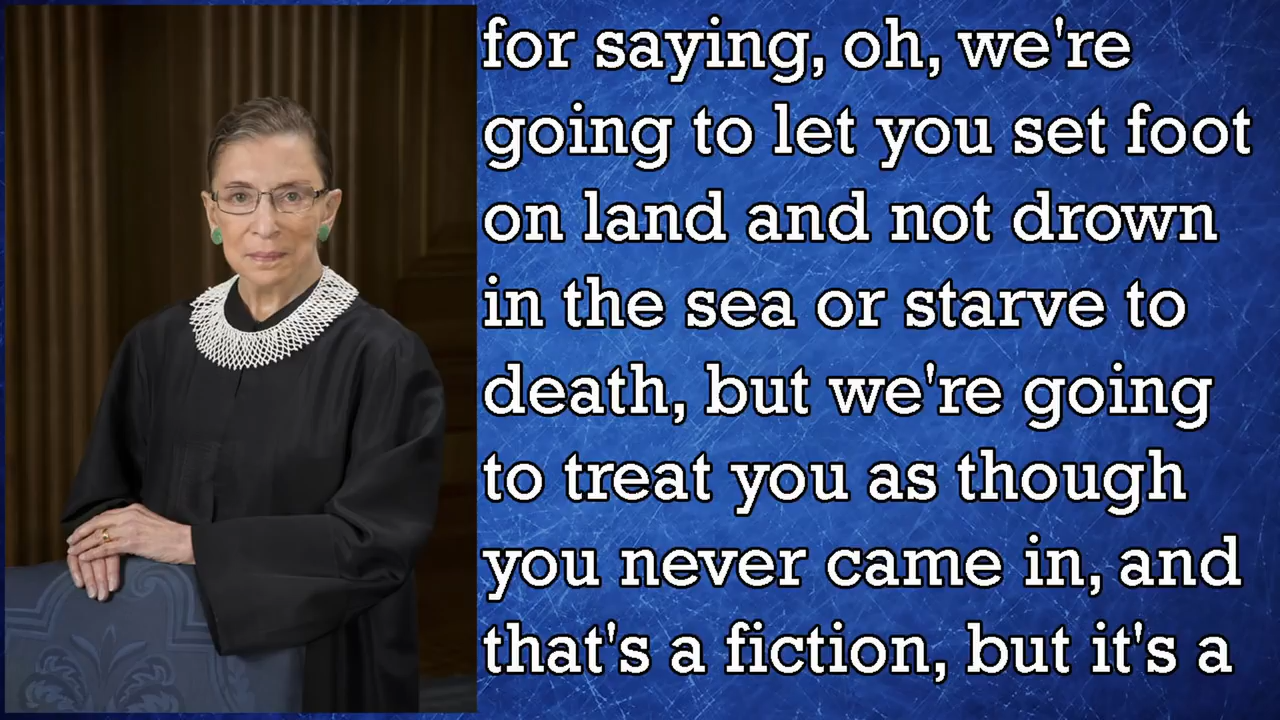 for saying, oh, we're
going to let you set foot
on land and not drown
in the sea or starve to
death, but we're going
to treat you as though
you never came in, and
that's a fiction, but it's a